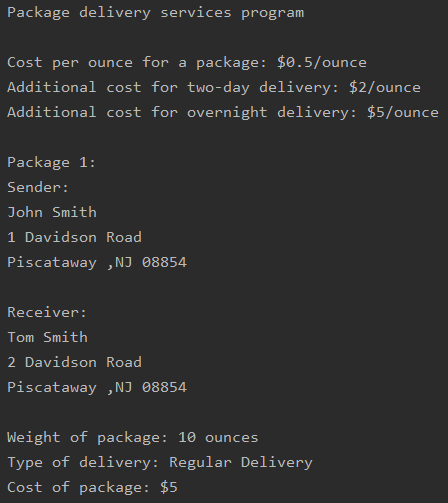 Package delivery services program
Cost per ounce for a package: $0.5/ounce
Additional cost for two-day delivery: $2/ounce
Additional cost for overnight delivery: $5/ounce
Package 1:
Sender:
John Smith
1 Davidson Road
Piscataway ,NJ 08854
Receiver:
Tom Smith
2 Davidson Road
Piscataway ,NJ 08854
Weight of package: 10 ounces
Type of delivery: Regular Delivery
Cost of package: $5